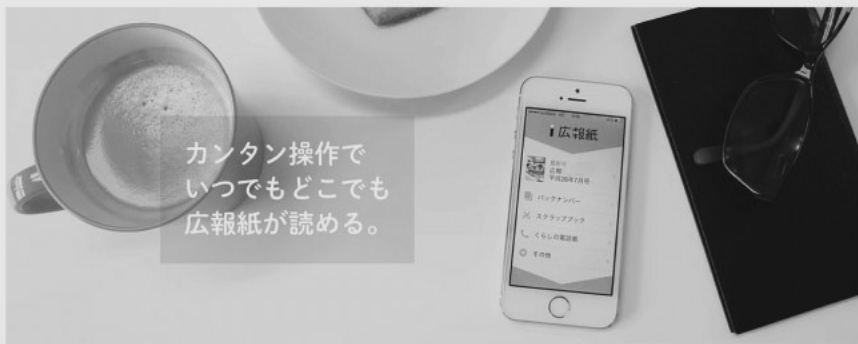 カンタン操作で
いつでもどこでも
広報紙が読める。
i 広報紙
最新号
広報
平成26年7月号
バックナンバー
スクラップブック
くらしの電話帳
その他